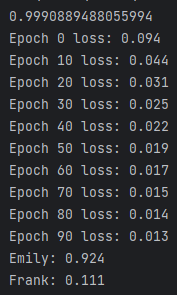 0.9990889488055994
Epoch 0 loss: 0.094
Epoch 10 loss: 0.044
Epoch 20 loss: 0.031
Epoch 30 loss: 0.025
Epoch 40 loss: 0.022
Epoch 50 loss: 0.019
Epoch 60 loss: 0.017
Epoch 70 loss: 0.015
Epoch 80 loss: 0.014
Epoch 90 loss: 0.013
Emily: 0.924
Frank: 0.111